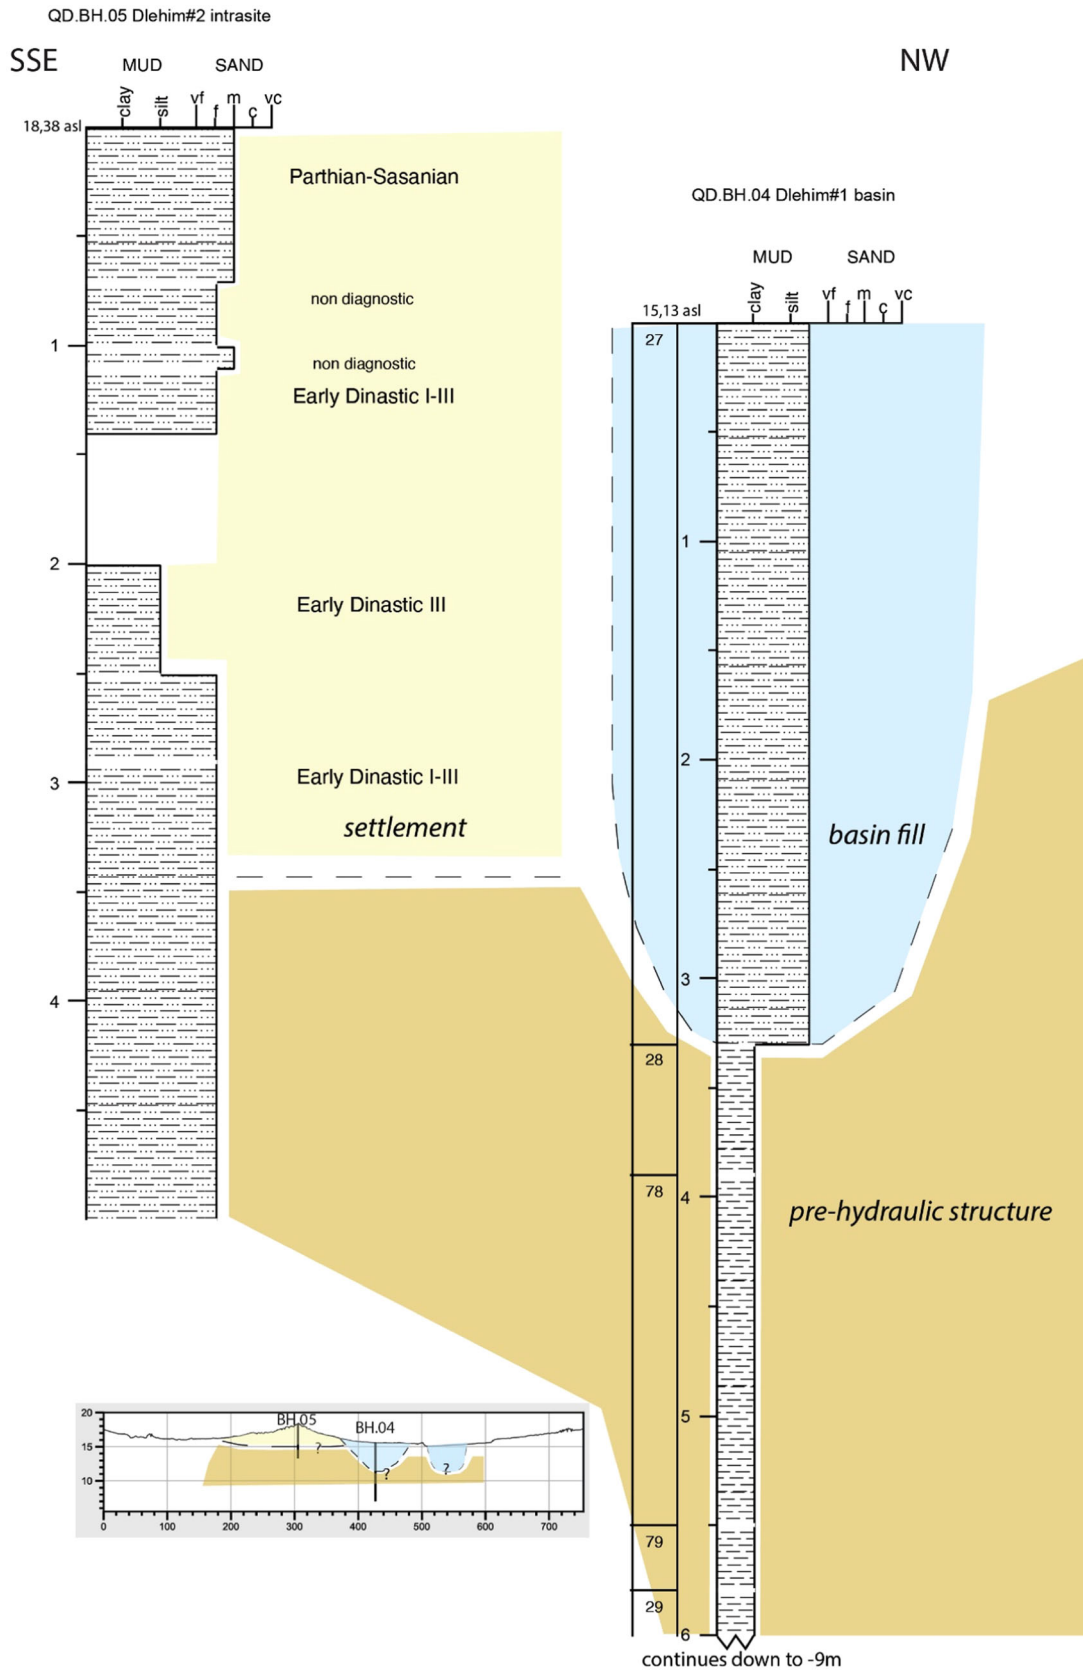 QD.BH.05 Dlehim#2 intrasite
SSE
NW
MUD SAND
clay silt vf f m c vc
18,38 asl
Parthian-Sasanian
non diagnostic
1
non diagnostic
Early Dinastic I-III
2
Early Dinastic III
3
Early Dinastic I-III
settlement
4
QD.BH.04 Dlehim#1 basin
MUD SAND
clay silt vf f m c vc
15,13 asl
27
1
2
basin fill
3
28
78
4
pre-hydraulic structure
5
79
29
6
continues down to -9m
20
15
10
BH.05
BH.04
?
?
?
0 100 200 300 400 500 600 700